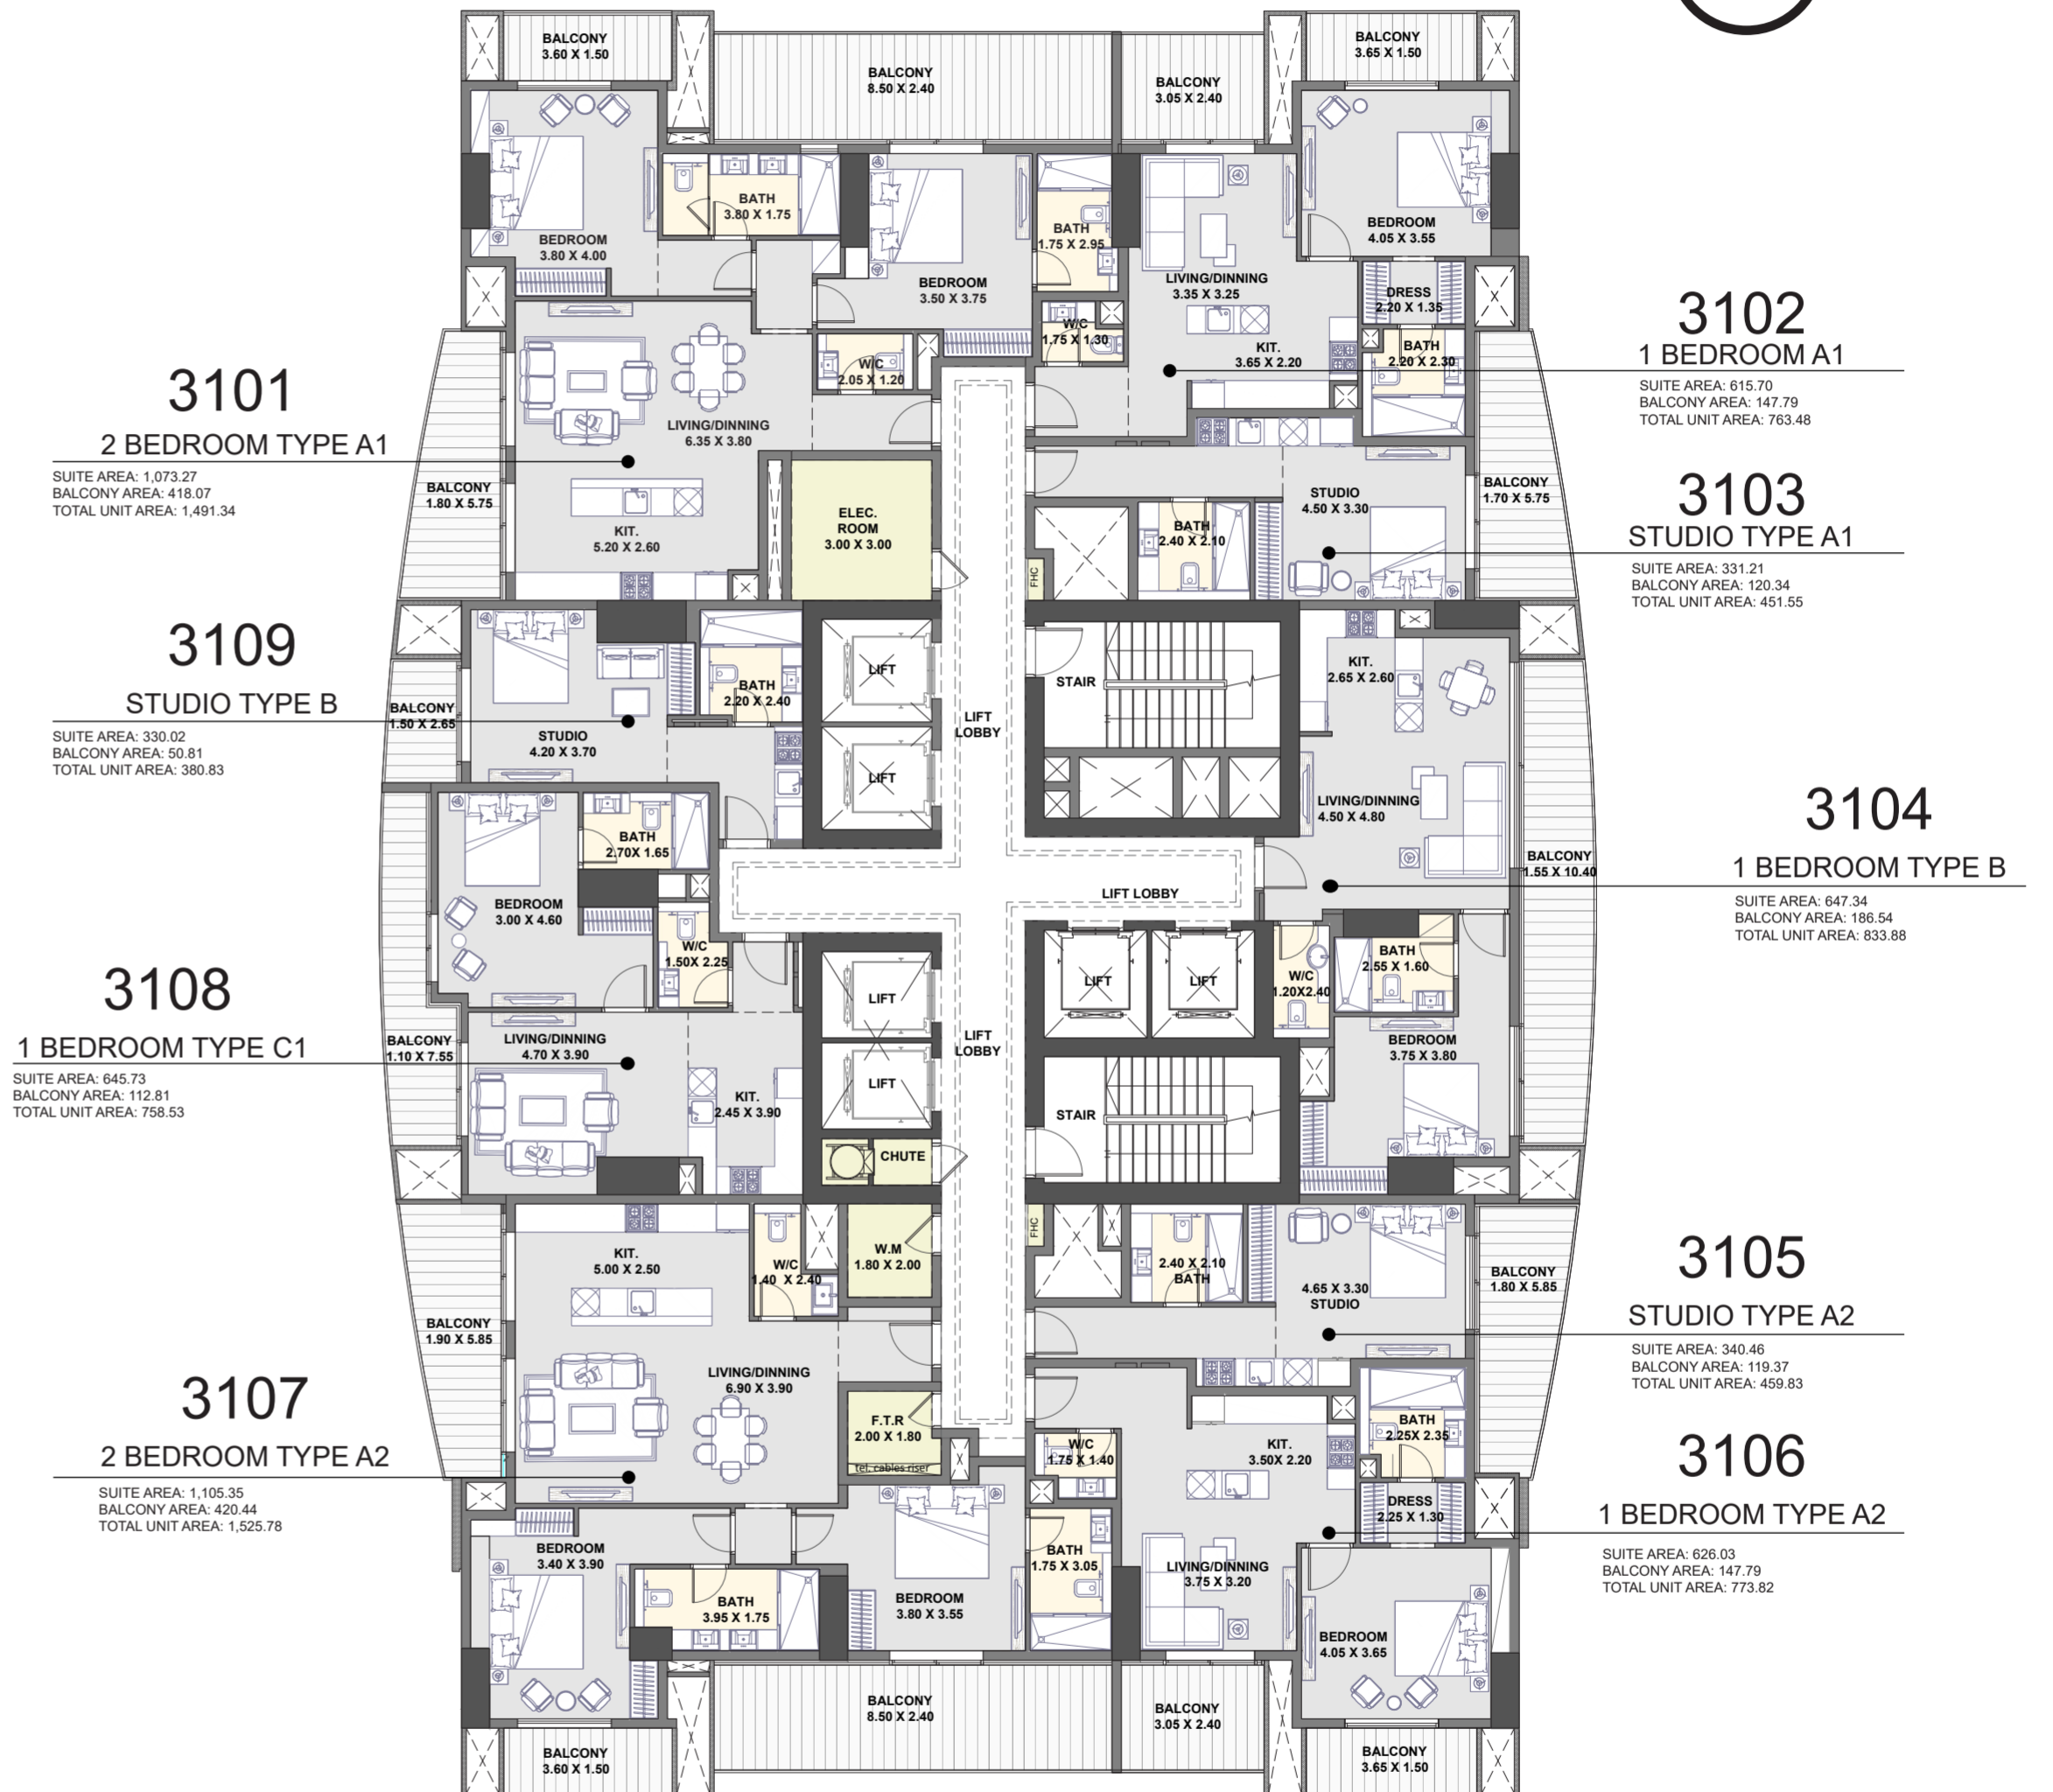 BALCONY
3.60 X 1.50
BALCONY
8.50 X 2.40
BALCONY
3.05 X 2.40
BALCONY
3.65 X 1.50
BEDROOM
3.80 X 4.00
BATH
3.80 X 1.75
BEDROOM
3.50 X 3.75
BATH
1.75 X 2.95
LIVING/DINNING
3.35 X 3.25
BEDROOM
4.05 X 3.55
DRESS
2.20 X 1.35
W/C
1.75 X 1.30
KIT.
3.65 X 2.20
BATH
2.20 X 2.30
W/C
2.05 X 1.20
3102
1 BEDROOM A1
SUITE AREA: 615.70
BALCONY AREA: 147.79
TOTAL UNIT AREA: 763.48
3101
2 BEDROOM TYPE A1
SUITE AREA: 1,073.27
BALCONY AREA: 418.07
TOTAL UNIT AREA: 1,491.34
LIVING/DINNING
6.35 X 3.80
BALCONY
1.80 X 5.75
KIT.
5.20 X 2.60
ELEC.
ROOM
3.00 X 3.00
BATH
2.40 X 2.10
STUDIO
4.50 X 3.30
BALCONY
1.70 X 5.75
FHC
3103
STUDIO TYPE A1
SUITE AREA: 331.21
BALCONY AREA: 120.34
TOTAL UNIT AREA: 451.55
3109
STUDIO TYPE B
SUITE AREA: 330.02
BALCONY AREA: 50.81
TOTAL UNIT AREA: 380.83
BALCONY
1.50 X 2.65
STUDIO
4.20 X 3.70
BATH
2.20 X 2.40
LIFT
LIFT
LIFT
LOBBY
STAIR
KIT.
2.65 X 2.60
LIVING/DINNING
4.50 X 4.80
BALCONY
1.55 X 10.40
3104
1 BEDROOM TYPE B
SUITE AREA: 647.34
BALCONY AREA: 186.54
TOTAL UNIT AREA: 833.88
BATH
2.70X 1.65
BEDROOM
3.00 X 4.60
W/C
1.50X 2.25
LIFT LOBBY
LIFT
LIFT
LIFT
LIFT
LIFT
LOBBY
W/C
1.20X2.40
BATH
2.55 X 1.60
BEDROOM
3.75 X 3.80
3108
1 BEDROOM TYPE C1
SUITE AREA: 645.73
BALCONY AREA: 112.81
TOTAL UNIT AREA: 758.53
BALCONY
1.10 X 7.55
LIVING/DINNING
4.70 X 3.90
KIT.
2.45 X 3.90
STAIR
CHUTE
KIT.
5.00 X 2.50
W/C
1.40 X 2.40
W.M
1.80 X 2.00
FHC
2.40 X 2.10
BATH
4.65 X 3.30
STUDIO
BALCONY
1.80 X 5.85
3105
STUDIO TYPE A2
SUITE AREA: 340.46
BALCONY AREA: 119.37
TOTAL UNIT AREA: 459.83
BALCONY
1.90 X 5.85
LIVING/DINNING
6.90 X 3.90
F.T.R
2.00 X 1.80
tel. cables riser
3107
2 BEDROOM TYPE A2
SUITE AREA: 1,105.35
BALCONY AREA: 420.44
TOTAL UNIT AREA: 1,525.78
W/C
1.75 X 1.40
KIT.
3.50X 2.20
BATH
2.25X 2.35
DRESS
2.25 X 1.30
3106
1 BEDROOM TYPE A2
SUITE AREA: 626.03
BALCONY AREA: 147.79
TOTAL UNIT AREA: 773.82
BEDROOM
3.40 X 3.90
BATH
3.95 X 1.75
BEDROOM
3.80 X 3.55
BATH
1.75 X 3.05
LIVING/DINNING
3.75 X 3.20
BEDROOM
4.05 X 3.65
BALCONY
8.50 X 2.40
BALCONY
3.05 X 2.40
BALCONY
3.60 X 1.50
BALCONY
3.65 X 1.50